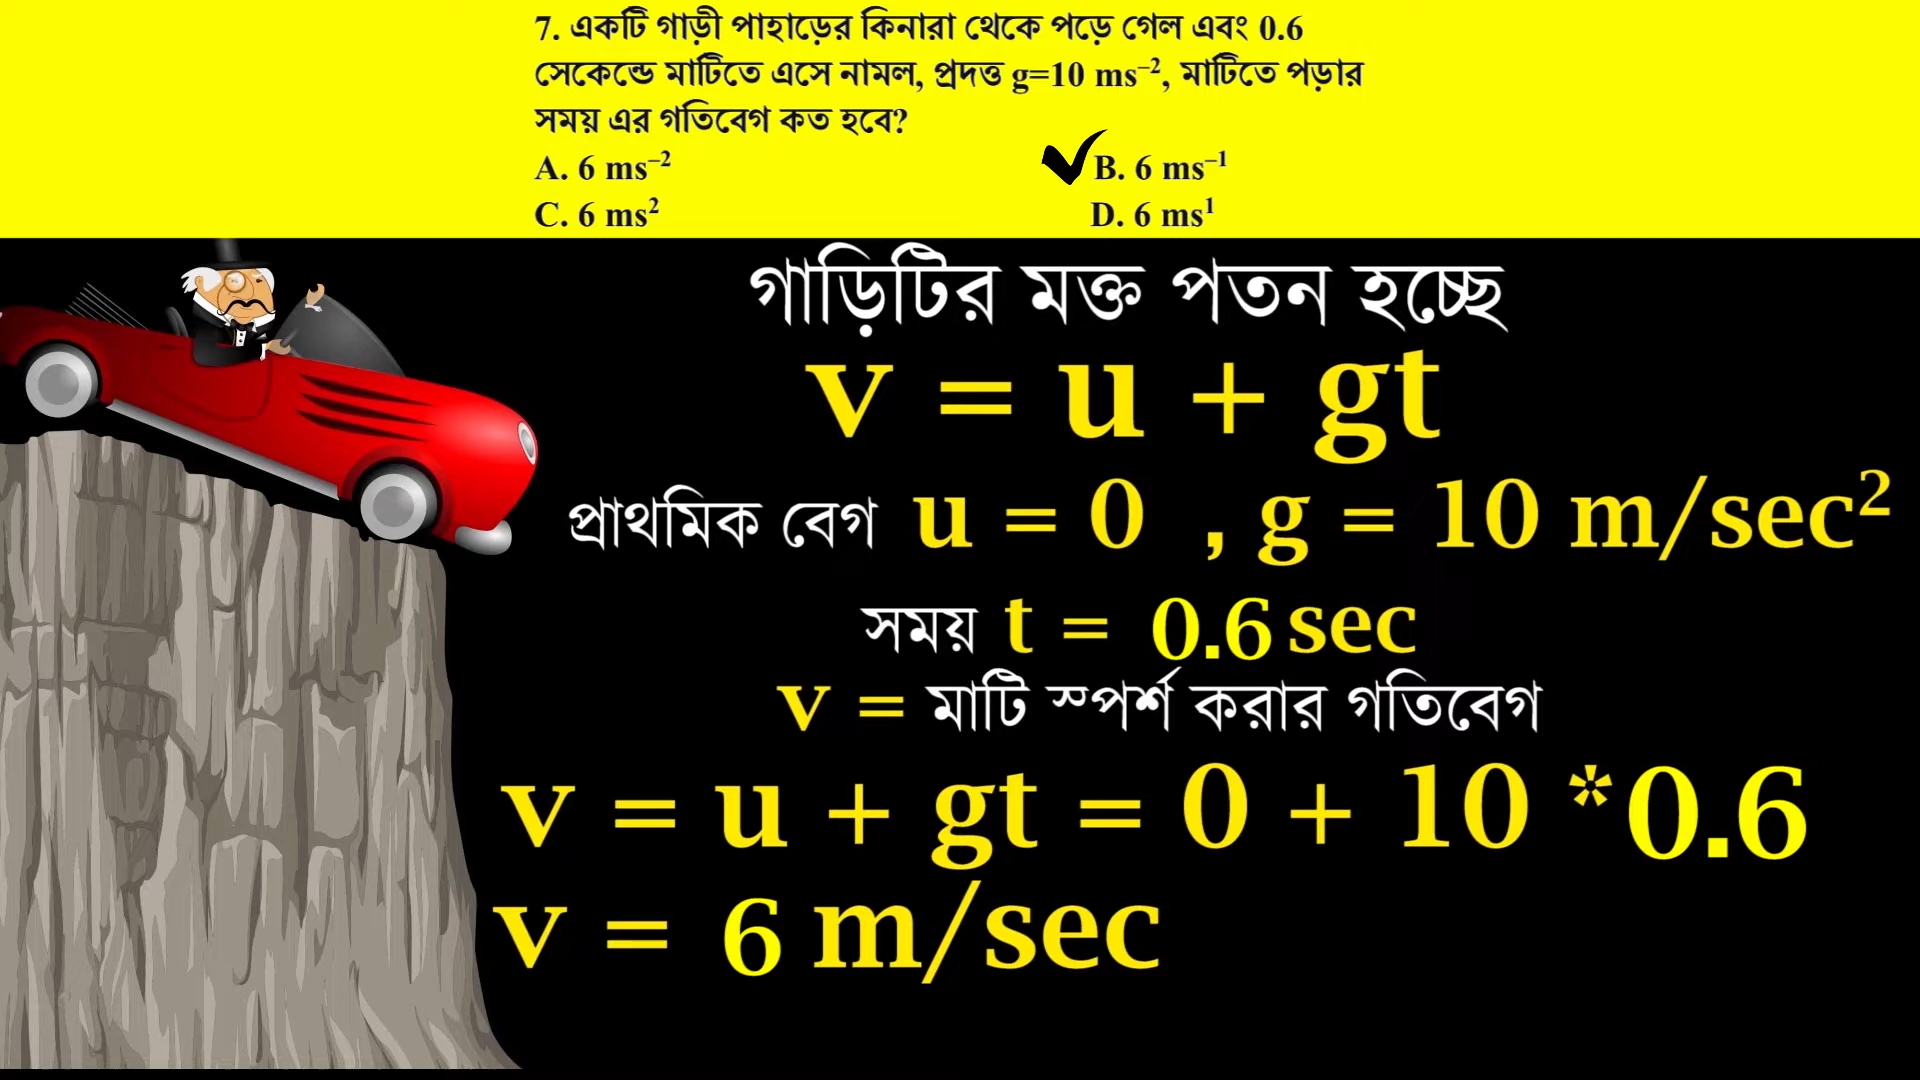 7. একটি গাড়ী পাহাড়ের কিনারা থেকে পড়ে গেল এবং 0.6
সেকেন্ডে মাটিতে এসে নামল, প্রদত্ত g=10 ms⁻², মাটিতে পড়ার
সময় এর গতিবেগ কত হবে?
A. 6 ms⁻² ✔B. 6 ms⁻¹
C. 6 ms² D. 6 ms¹
গাড়িটির মক্ত পতন হচ্ছে
v = u + gt
প্রাথমিক বেগ u = 0 , g = 10 m/sec²
সময় t = 0.6 sec
v = মাটি স্পর্শ করার গতিবেগ
v = u + gt = 0 + 10 *0.6
v = 6 m/sec